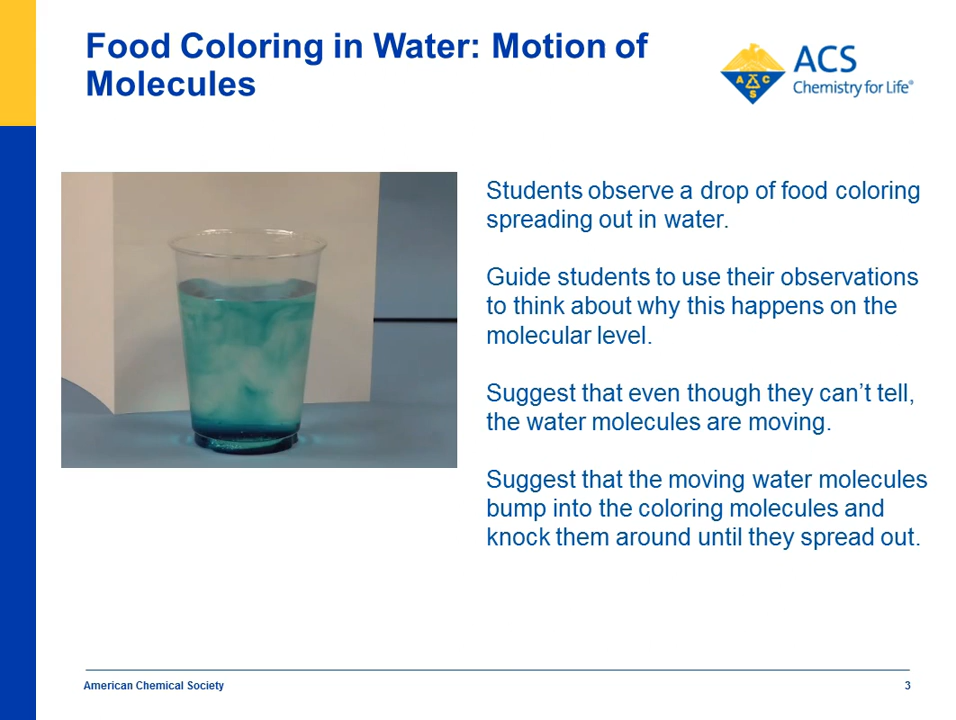 Food Coloring in Water: Motion of
Molecules
ACS
Chemistry for Life®
A C S
Students observe a drop of food coloring
spreading out in water.
Guide students to use their observations
to think about why this happens on the
molecular level.
Suggest that even though they can’t tell,
the water molecules are moving.
Suggest that the moving water molecules
bump into the coloring molecules and
knock them around until they spread out.
American Chemical Society
3